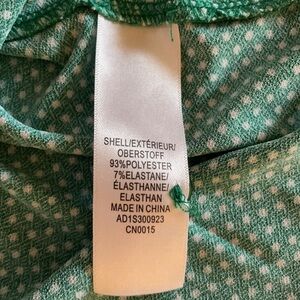 SHELL/EXTÉRIEUR/
OBERSTOFF
93%POLYESTER
7%ELASTANE/
ÉLASTHANNE/
ELASTHAN
MADE IN CHINA
AD1S300923
CN0015